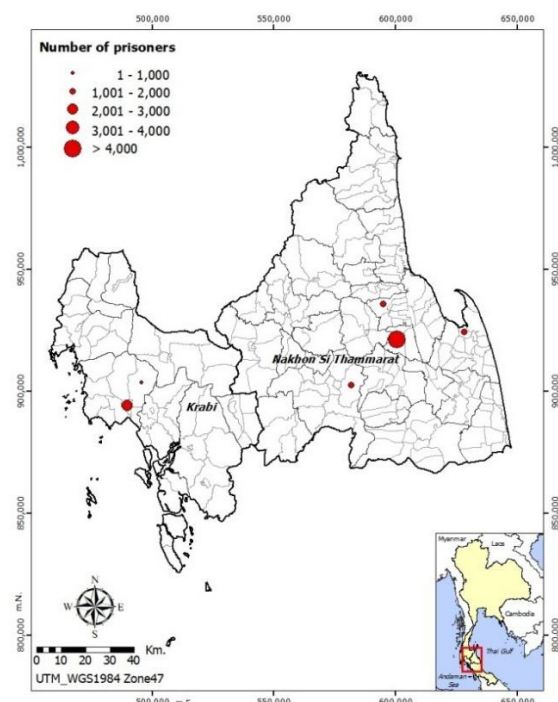 500,000 550,000 600,000 650,000
Number of prisoners
1 - 1,000
1,001 - 2,000
2,001 - 3,000
3,001 - 4,000
> 4,000
1,000,000
1,000,000
950,000
950,000
Nakhon Si Thammarat
900,000
900,000
Krabi
850,000
850,000
Myanmar
Laos
Cambodia
Thai Gulf
Andaman
Sea
N
W E
S
800,000 m.N.
800,000
0 10 20 30 40 Km.
UTM_WGS1984 Zone47
500,000 550,000 600,000 650,000